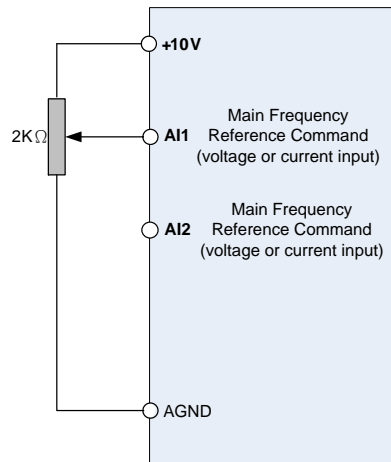 +10V
2KΩ
AI1
Main Frequency
Reference Command
(voltage or current input)
AI2
Main Frequency
Reference Command
(voltage or current input)
AGND